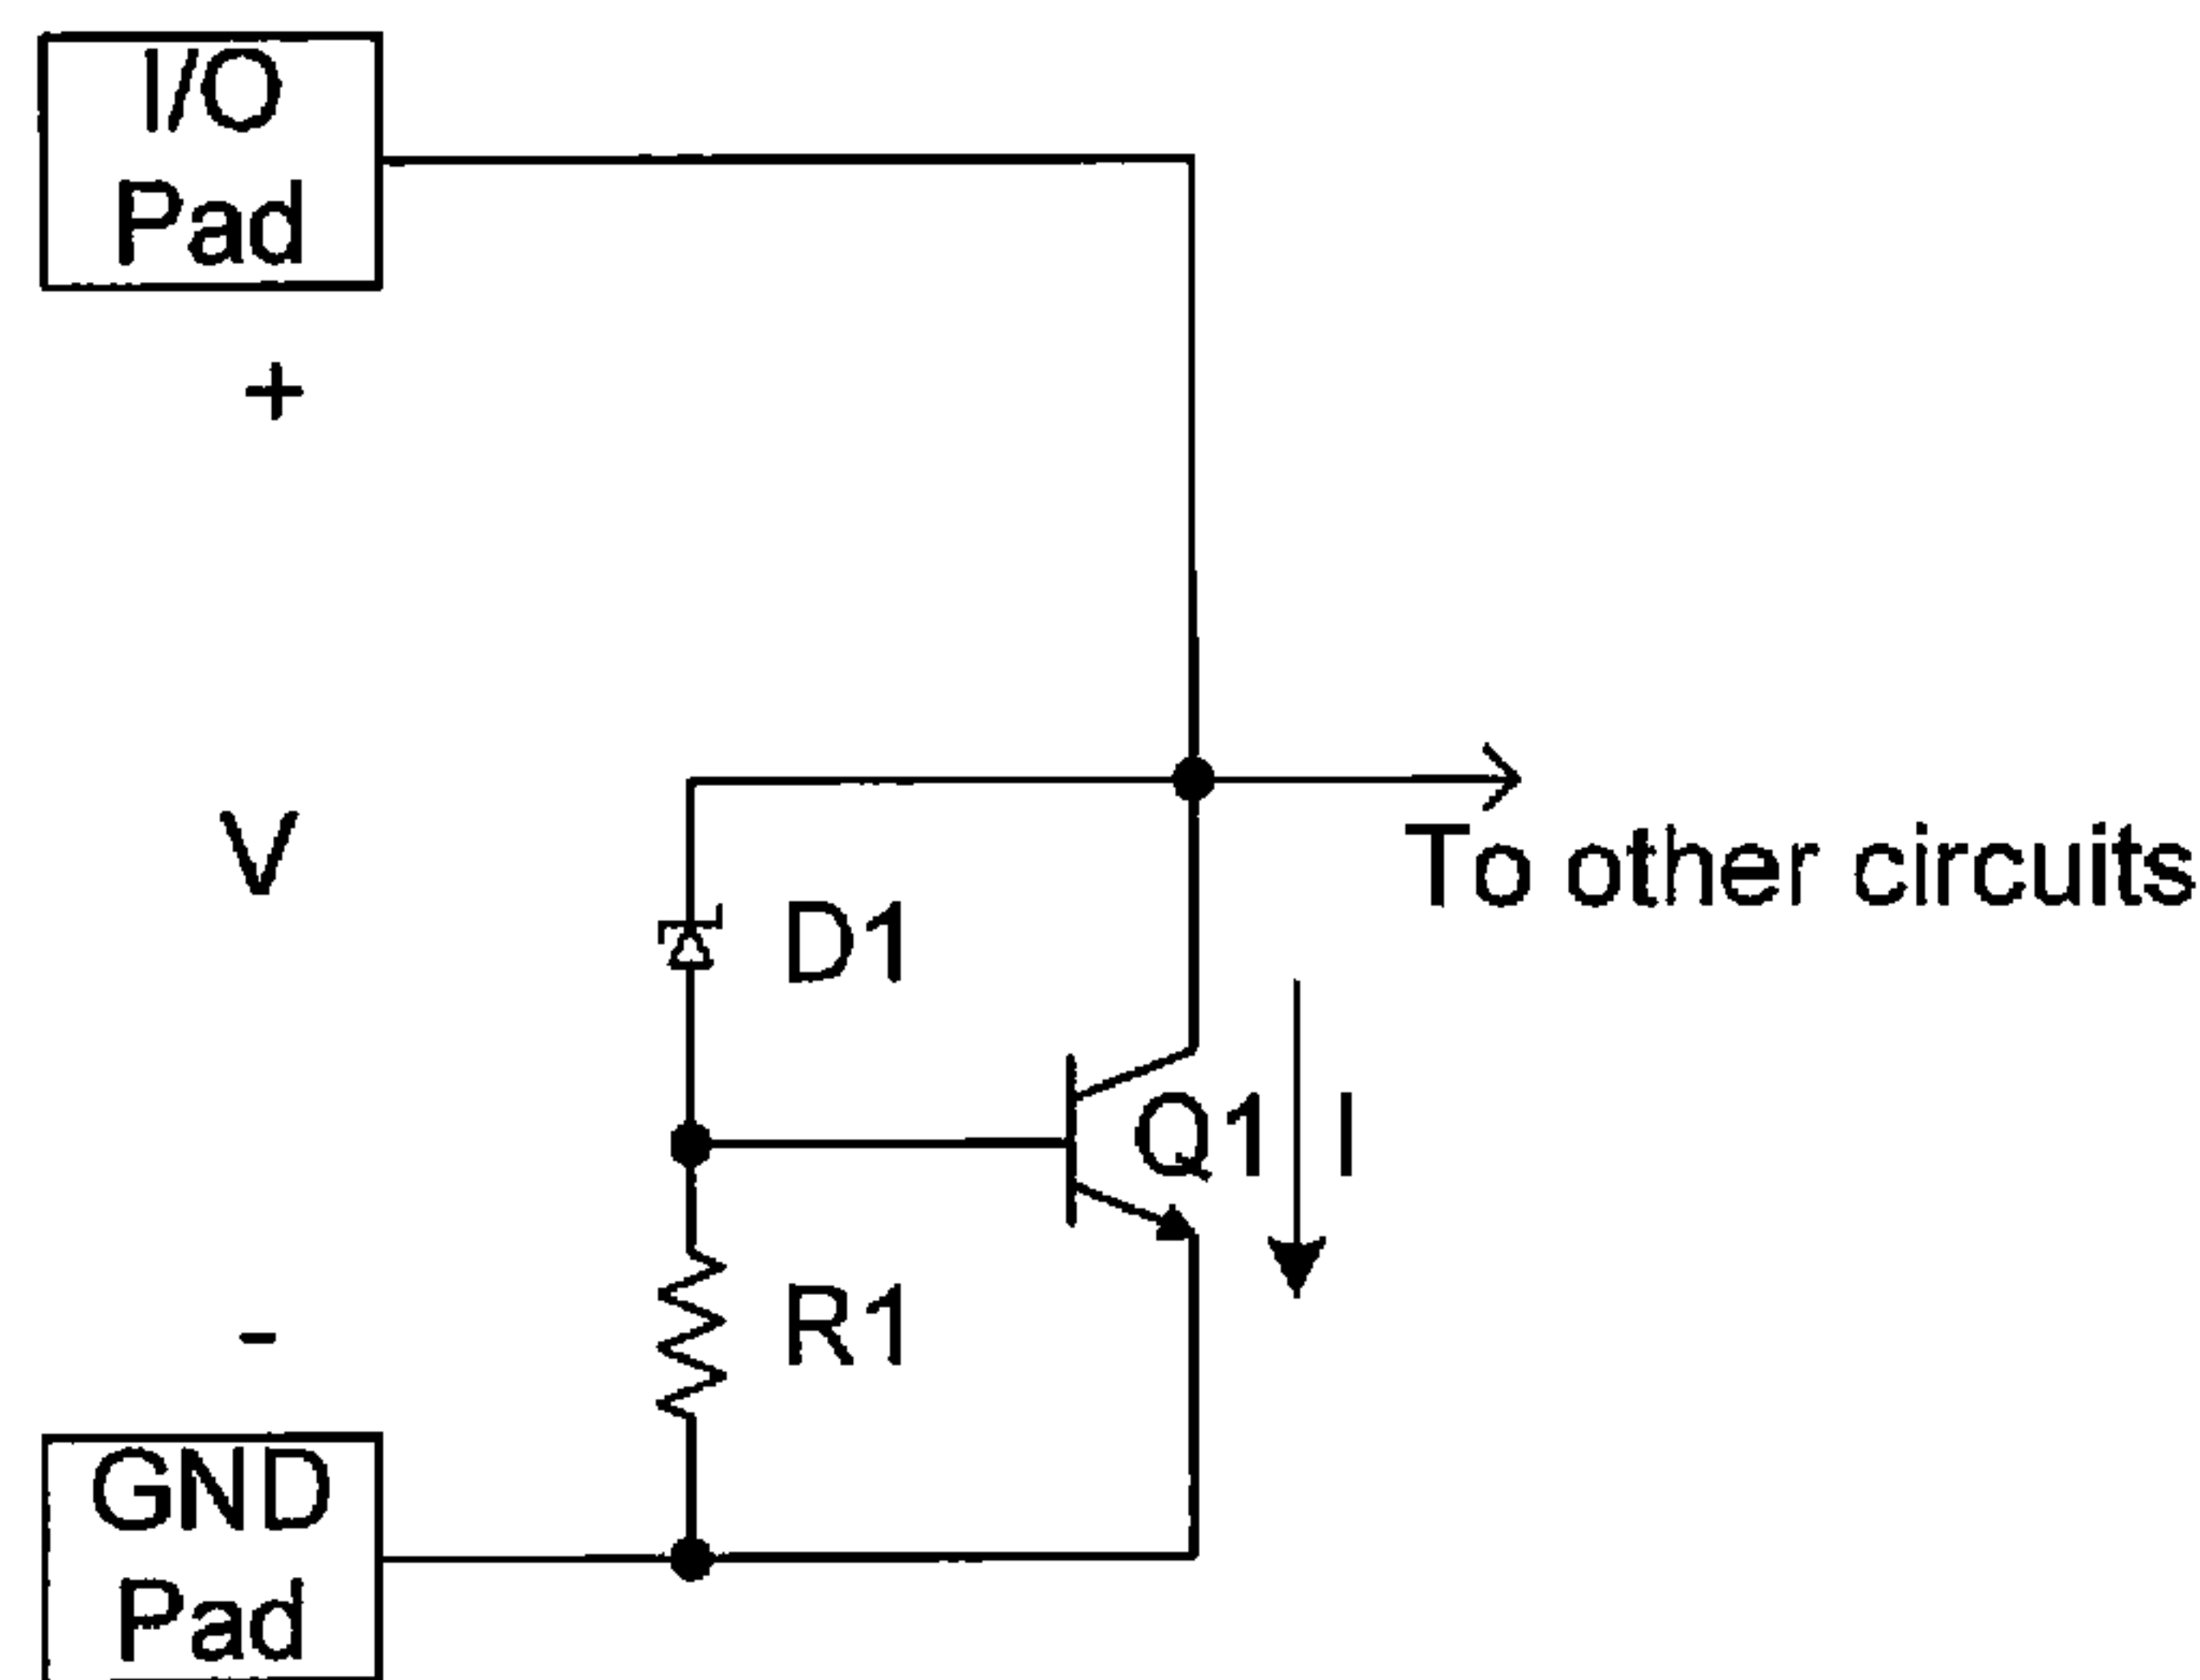 I/O
Pad
+
V
To other circuits
D1
Q1
I
R1
-
GND
Pad